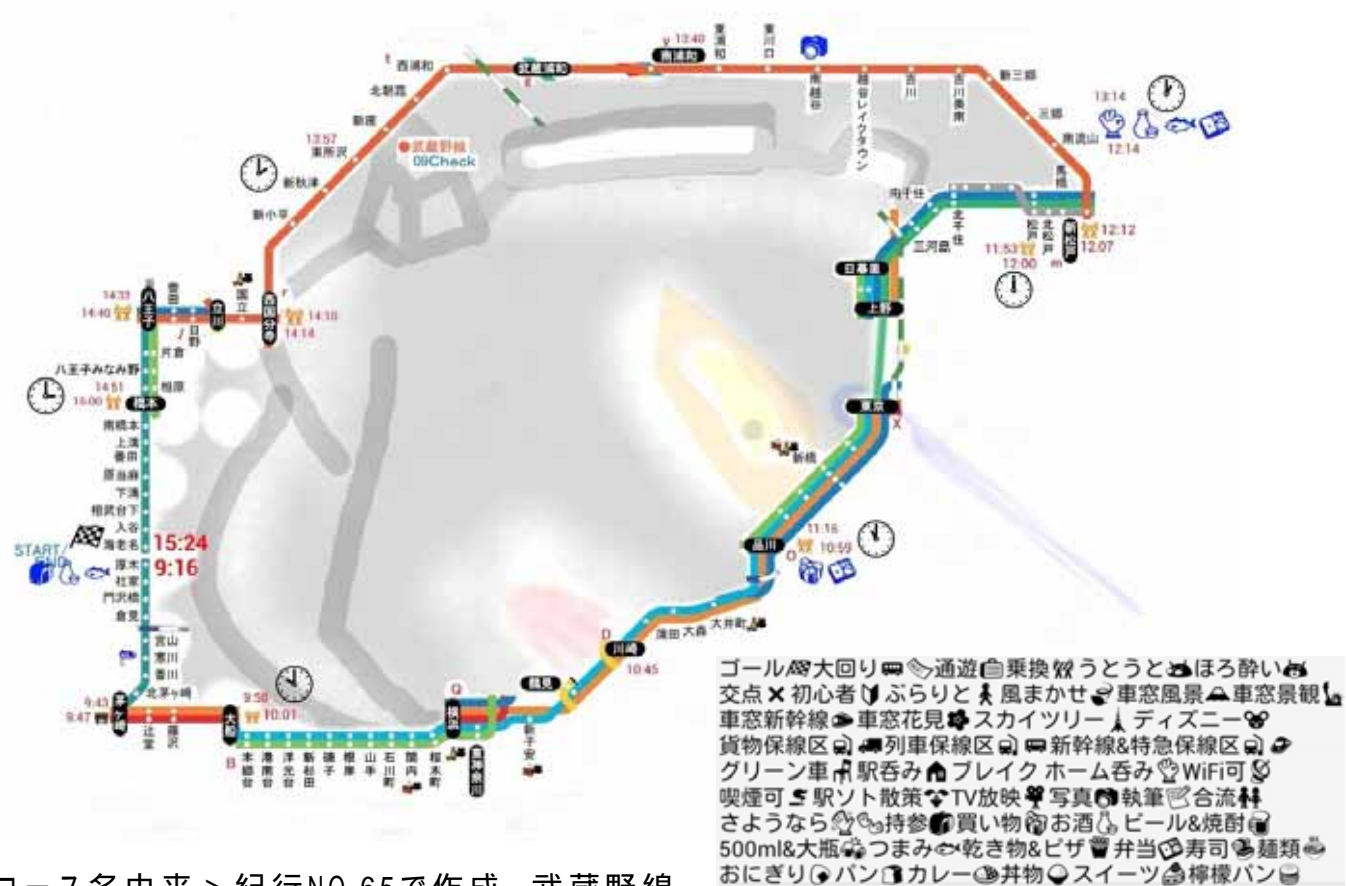 西浦和
武蔵浦和
南浦和
v 13:40
東浦和
東川口
南越谷
越谷レイクタウン
吉川
吉川美南
新三郷
三郷
南流山
13:14
12:14
北朝霞
新座
13:57
東所沢
新秋津
新小平
武蔵野線
09Check
馬橋
新松戸
12:12
12:07
北松戸
松戸
11:53
12:00
m
北千住
三河島
日暮里
上野
14:33
14:40
八王子
豊田
日野
立川
国立
西国分寺
r
14:10
14:14
片倉
八王子みなみ野
相原
14:51
橋本
南橋本
上溝
番田
原当麻
下溝
相武台下
入谷
海老名
15:24
START/
9:16
厚木
社家
門沢橋
倉見
宮山
寒川
香川
北茅ヶ崎
9:43
9:47
茅ヶ崎
辻堂
藤沢
大船
B
10:01
本郷台
港南台
洋光台
新杉田
磯子
根岸
山手
石川町
関内
桜木町
横浜
Q
東神奈川
新子安
鶴見
D
川崎
10:45
蒲田
大森
大井町
品川
O
11:16
10:59
新橋
東京
X
ゴール大回り通遊乗換うとうとほろ酔い
交点初心者ぶらりと風まかせ車窓風景車窓景観
車窓新幹線車窓花見スカイツリーディズニー
貨物保線区列車保線区新幹線&特急保線区
グリーン車駅呑みブレイク ホーム呑みWiFi可
喫煙可駅ソト散策TV放映写真執筆合流
さようなら持参買い物お酒ビール&焼酎
500ml&大瓶つまみ乾き物&ピザ弁当寿司麺類
おにぎりパンカレー丼物スイーツ檸檬パン
コース名由来＞紀行NO.65で作成。武蔵野線